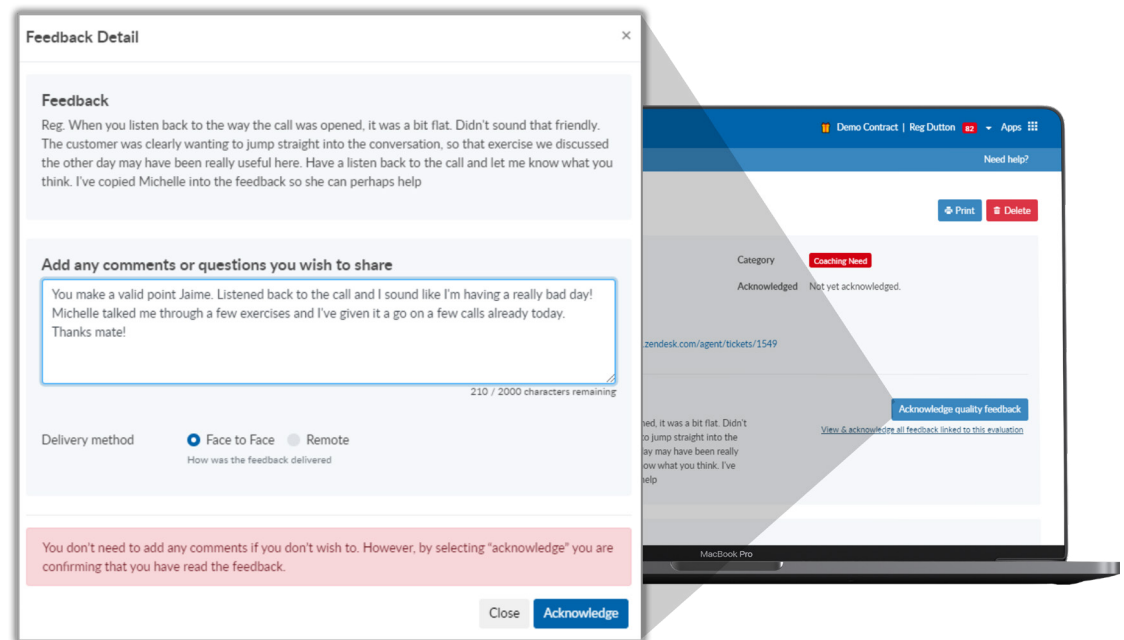 Feedback Detail
×
Feedback
Reg. When you listen back to the way the call was opened, it was a bit flat. Didn't sound that friendly.
The customer was clearly wanting to jump straight into the conversation, so that exercise we discussed
the other day may have been really useful here. Have a listen back to the call and let me know what you
think. I've copied Michelle into the feedback so she can perhaps help
Add any comments or questions you wish to share
You make a valid point Jaime. Listened back to the call and I sound like I'm having a really bad day!
Michelle talked me through a few exercises and I've given it a go on a few calls already today.
Thanks mate!
210 / 2000 characters remaining
Delivery method Face to Face Remote
How was the feedback delivered
You don't need to add any comments if you don't wish to. However, by selecting "acknowledge" you are
confirming that you have read the feedback.
Close Acknowledge
Demo Contract | Reg Dutton 82 Apps
Need help?
Print Delete
Category Coaching Need
Acknowledged Not yet acknowledged.
.zendesk.com/agent/tickets/1549
Acknowledge quality feedback
View & acknowledge all feedback linked to this evaluation
ned, it was a bit flat. Didn't
to jump straight into the
ay may have been really
ow what you think. I've
help
MacBook Pro